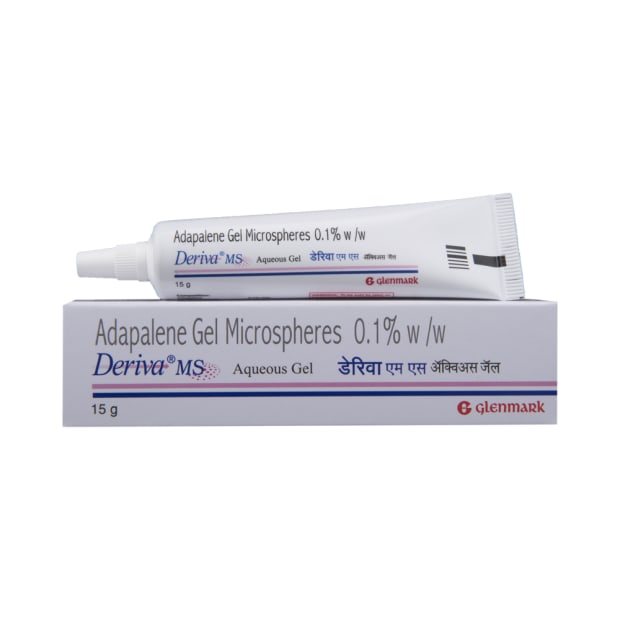 Adapalene Gel Microspheres 0.1% w/w
Deriva® MS Aqueous Gel डेरिवा एम एस ॲक्विअस जॅल
15 g
GLENMARK
Adapalene Gel Microspheres 0.1% w/w
Deriva® MS Aqueous Gel डेरिवा एम एस ॲक्विअस जॅल
15 g
GLENMARK